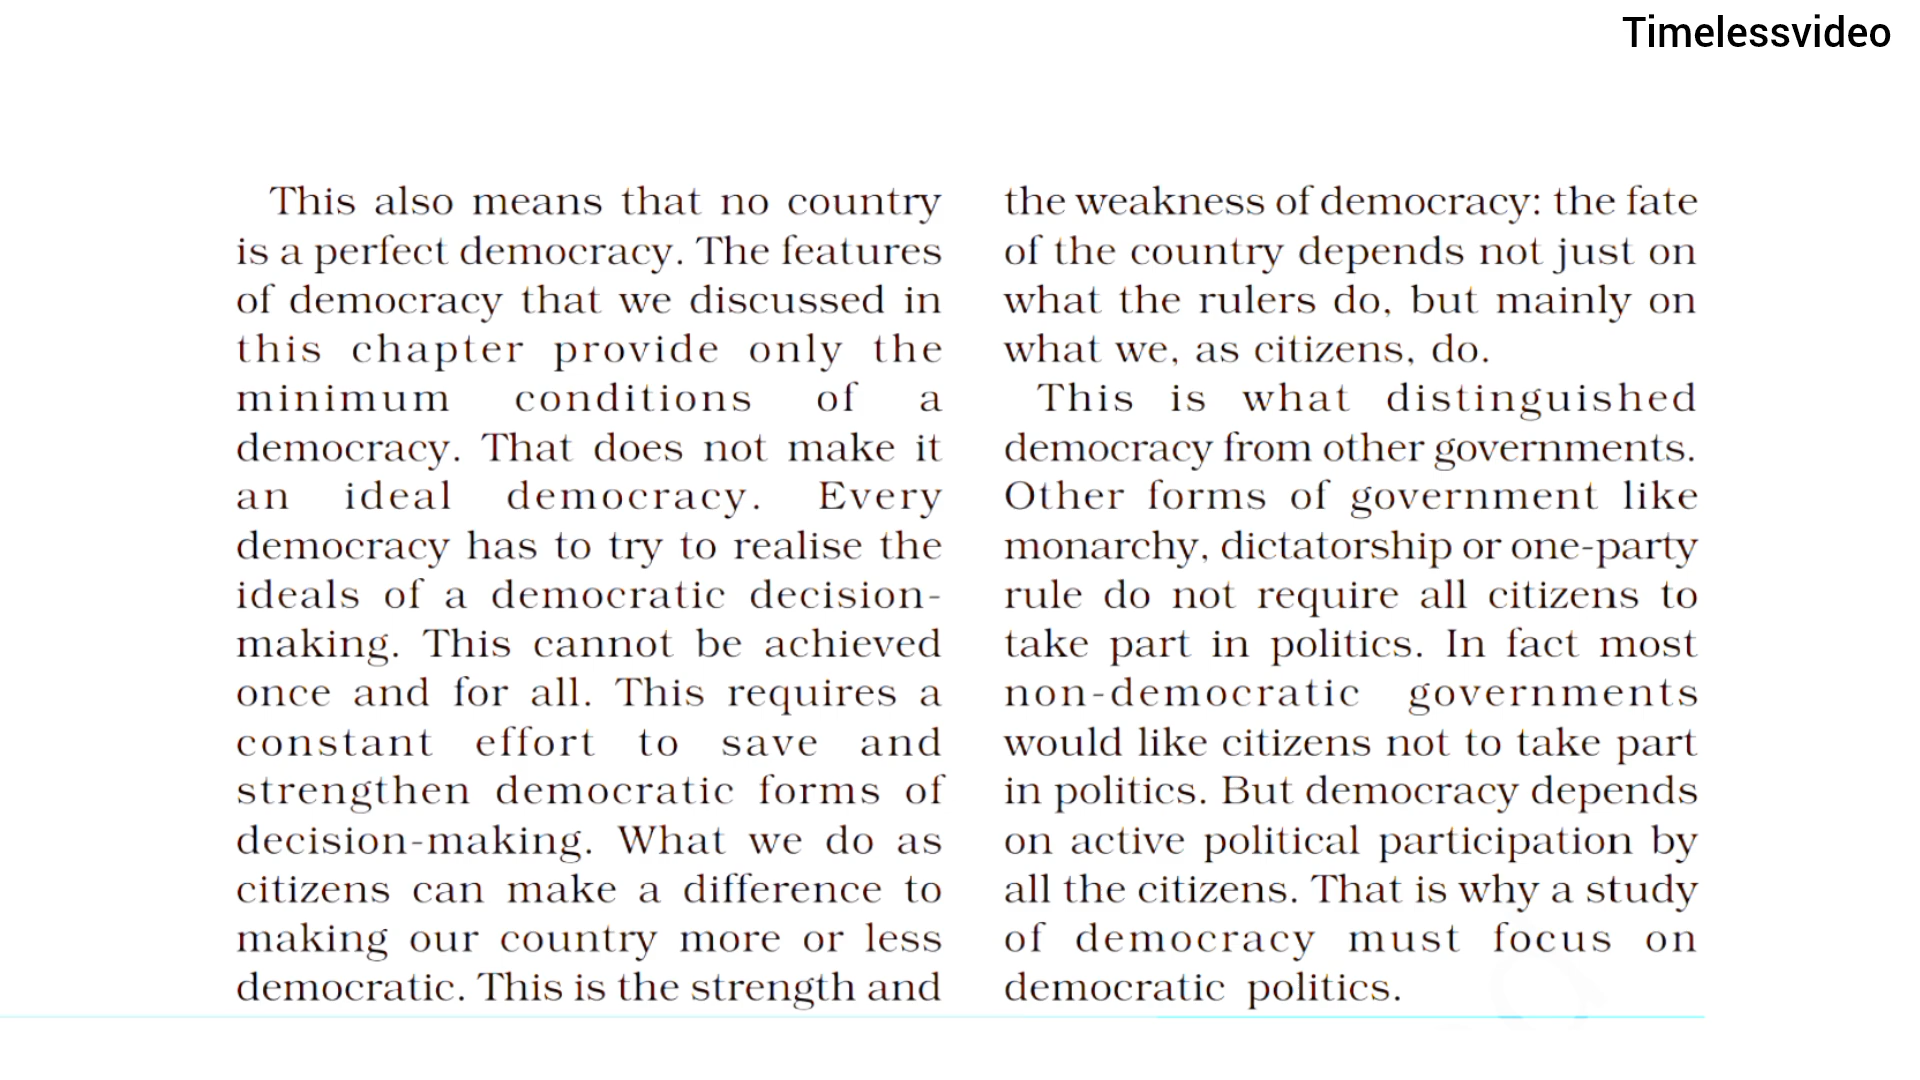 Timelessvideo
This also means that no country
is a perfect democracy. The features
of democracy that we discussed in
this chapter provide only the
minimum conditions of a
democracy. That does not make it
an ideal democracy. Every
democracy has to try to realise the
ideals of a democratic decision-
making. This cannot be achieved
once and for all. This requires a
constant effort to save and
strengthen democratic forms of
decision-making. What we do as
citizens can make a difference to
making our country more or less
democratic. This is the strength and
the weakness of democracy: the fate
of the country depends not just on
what the rulers do, but mainly on
what we, as citizens, do.
This is what distinguished
democracy from other governments.
Other forms of government like
monarchy, dictatorship or one-party
rule do not require all citizens to
take part in politics. In fact most
non-democratic governments
would like citizens not to take part
in politics. But democracy depends
on active political participation by
all the citizens. That is why a study
of democracy must focus on
democratic politics.